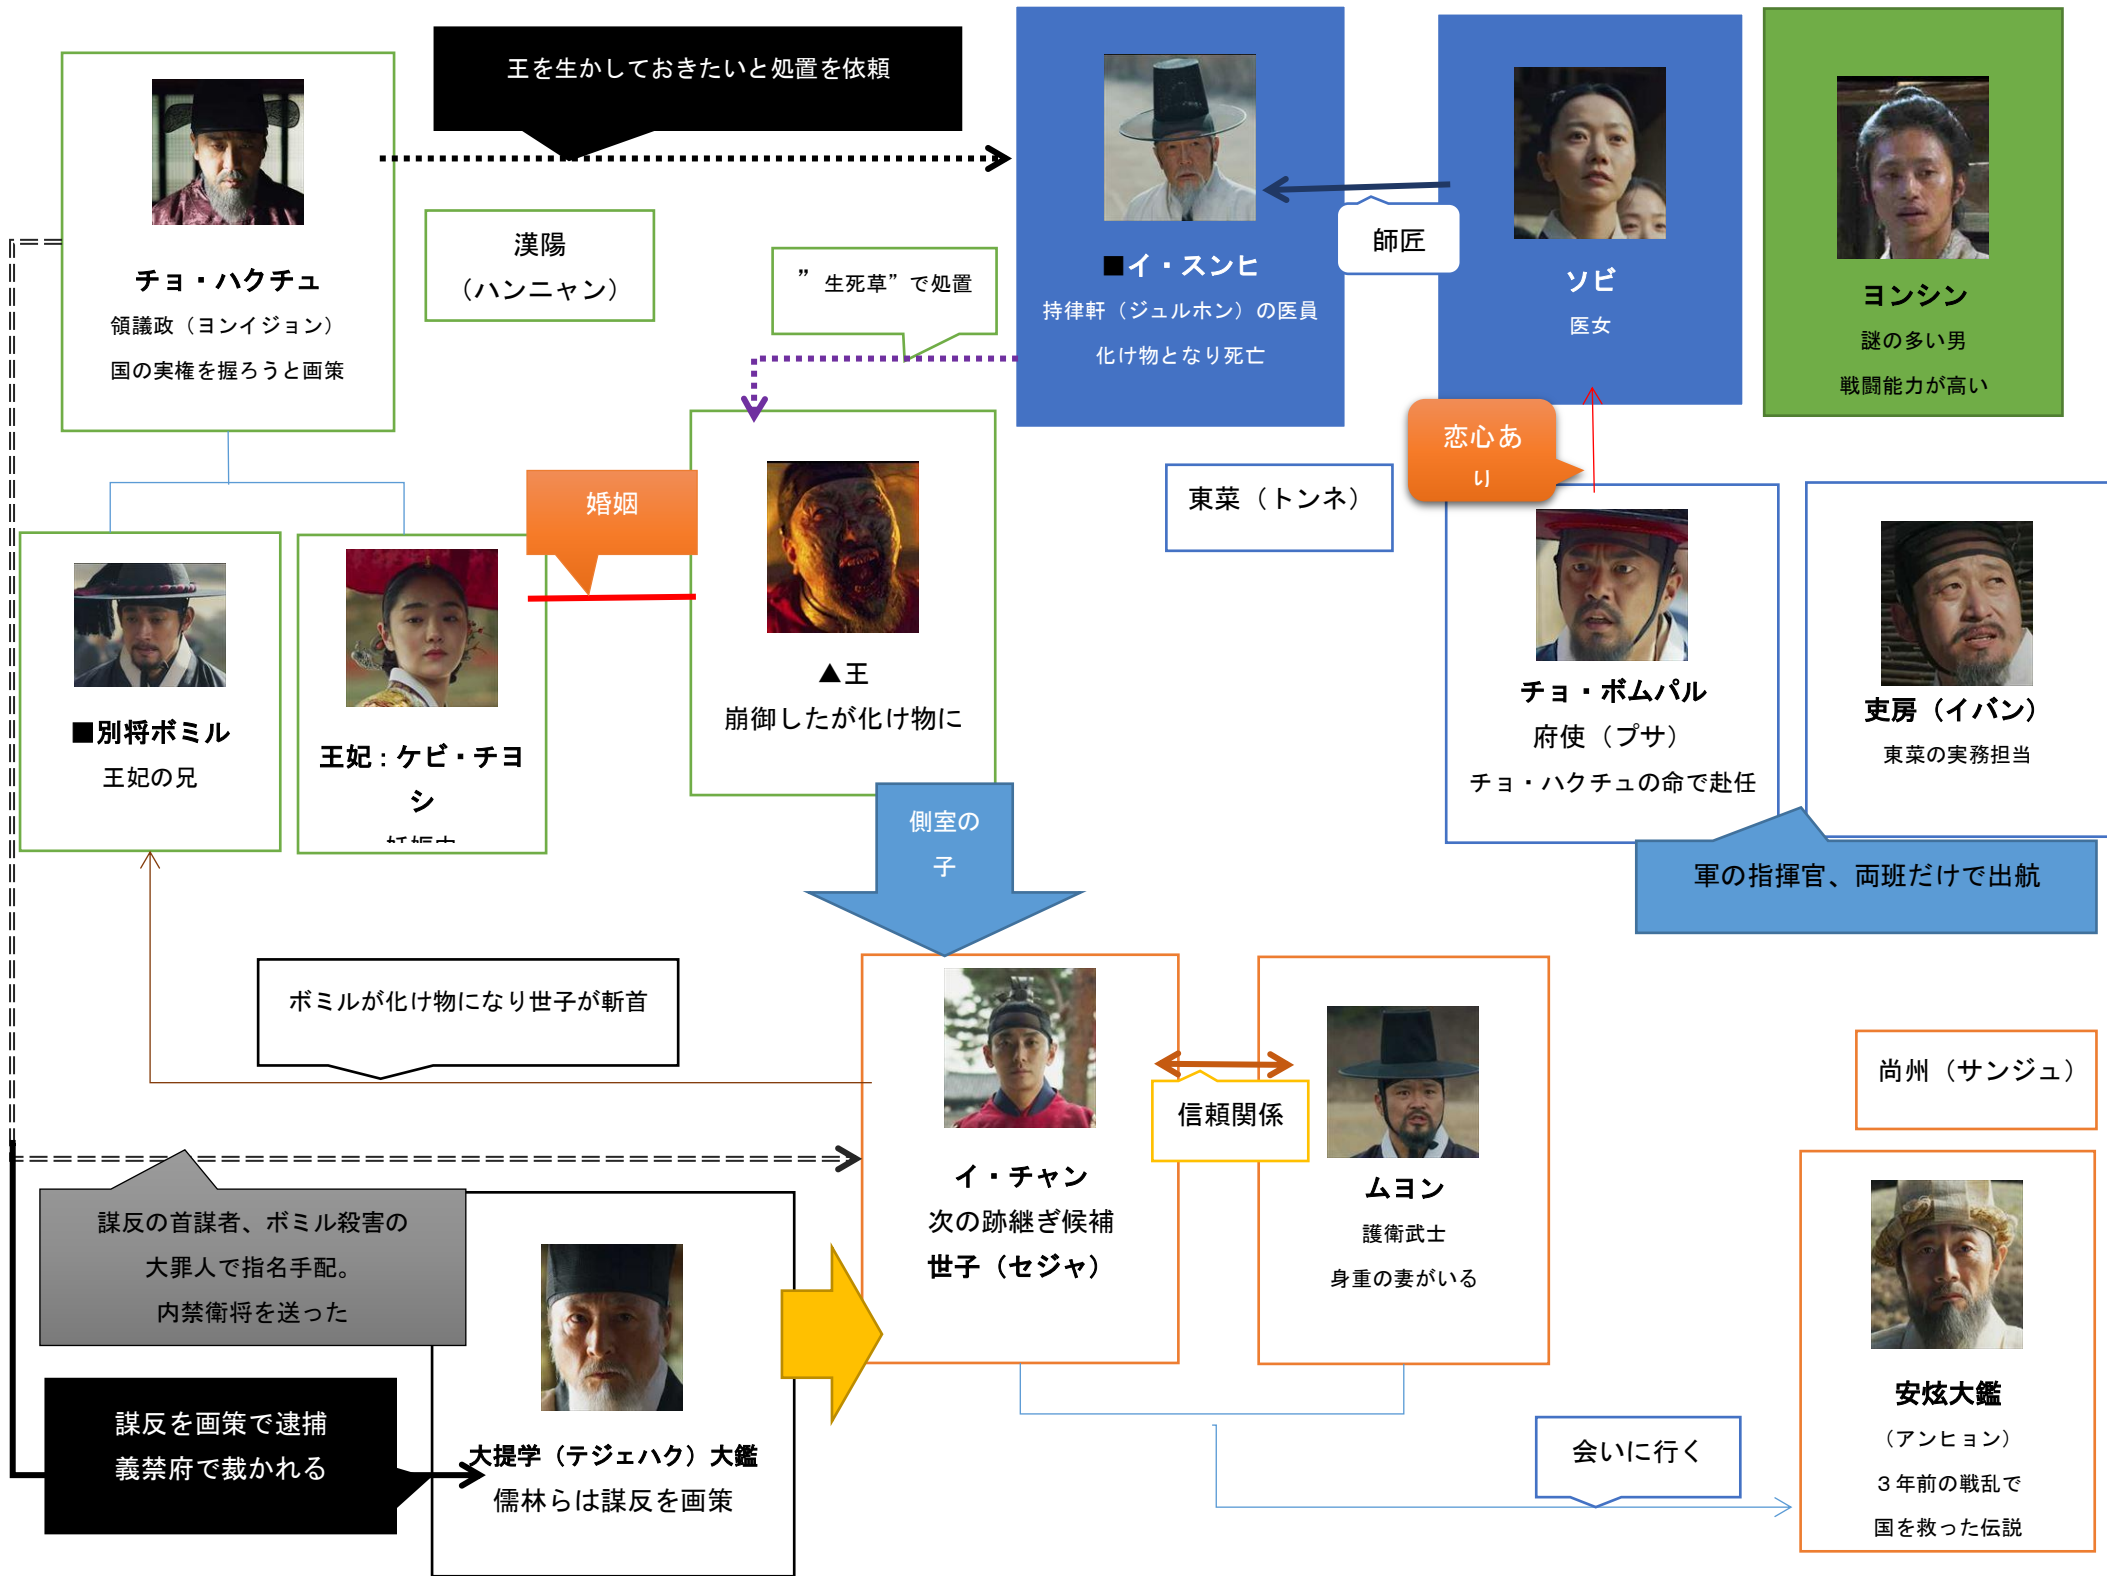 王を生かしておきたいと処置を依頼
チョ・ハクチュ
領議政（ヨンイジョン）
国の実権を握ろうと画策
漢陽
（ハンニャン）
”生死草”で処置
■イ・スンヒ
持律軒（ジュルホン）の医員
化け物となり死亡
師匠
ソビ
医女
ヨンシン
謎の多い男
戦闘能力が高い
恋心あ
り
東菜（トンネ）
婚姻
■別将ボミル
王妃の兄
王妃：ケビ・チョ
シ
▲王
崩御したが化け物に
チョ・ボムパル
府使（プサ）
チョ・ハクチュの命で赴任
吏房（イバン）
東菜の実務担当
軍の指揮官、両班だけで出航
側室の
子
ボミルが化け物になり世子が斬首
イ・チャン
次の跡継ぎ候補
世子（セジャ）
信頼関係
ムヨン
護衛武士
身重の妻がいる
尚州（サンジュ）
謀反の首謀者、ボミル殺害の
大罪人で指名手配。
内禁衛将を送った
謀反を画策で逮捕
義禁府で裁かれる
大提学（テジェハク）大鑑
儒林らは謀反を画策
会いに行く
安炫大鑑
（アンヒョン）
３年前の戦乱で
国を救った伝説